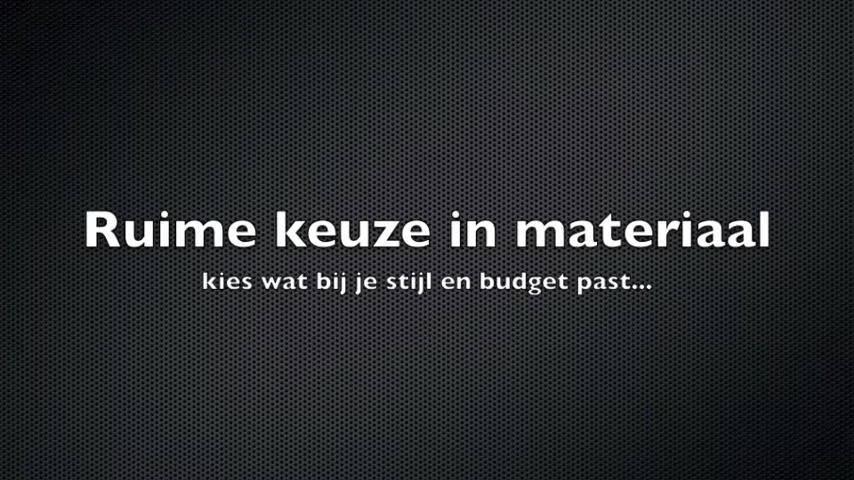 Ruime keuze in materiaal
kies wat bij je stijl en budget past...